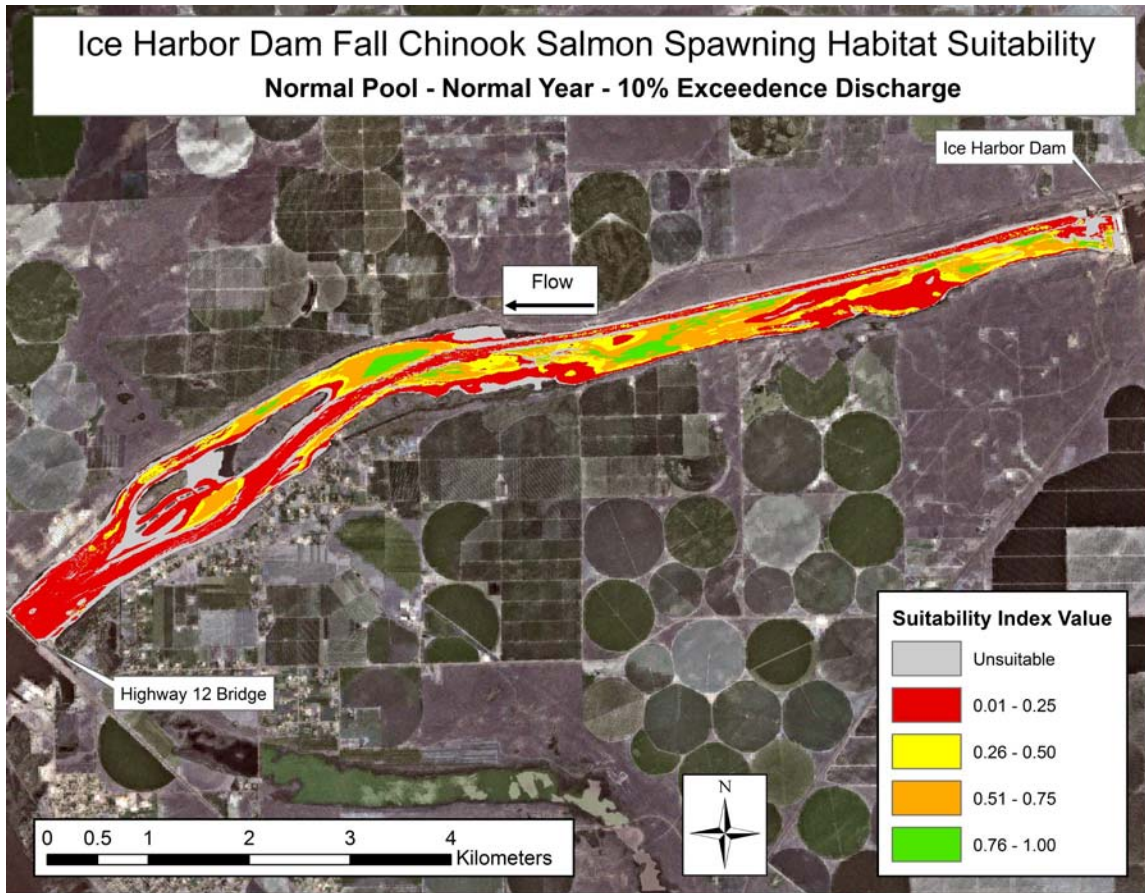 Ice Harbor Dam Fall Chinook Salmon Spawning Habitat Suitability
Normal Pool - Normal Year - 10% Exceedence Discharge
Ice Harbor Dam
Flow
Highway 12 Bridge
Suitability Index Value
Unsuitable
0.01 - 0.25
0.26 - 0.50
0.51 - 0.75
0.76 - 1.00
N
0 0.5 1 2 3 4
Kilometers